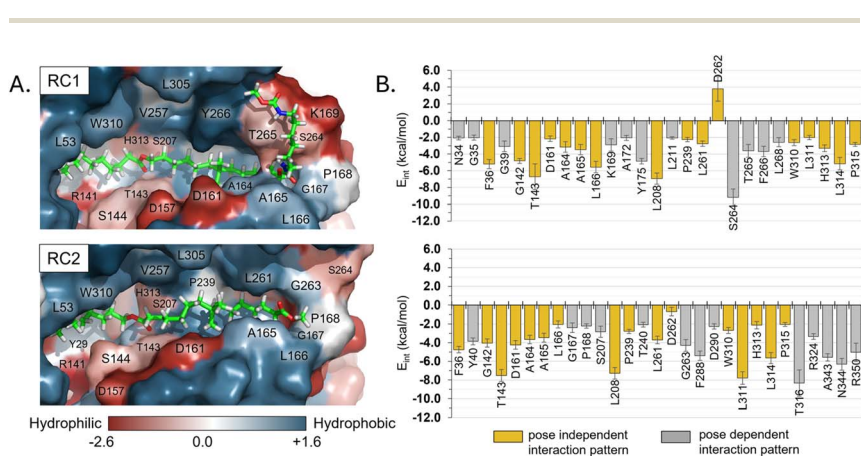 A.
RC1
L305
V257
Y266
K169
W310
L53
H313
S207
T265
S264
P168
A164
G167
R141
T143
D161
A165
S144
D157
L166
RC2
L305
S264
V257
L261
G263
P239
W310
H313
S207
L53
P168
Y29
T143
A165
G167
S144
D161
L166
R141
D157
Hydrophilic
Hydrophobic
-2.6
0.0
+1.6
B.
E int (kcal/mol)
6.0
4.0
2.0
0.0
-2.0
-4.0
-6.0
-8.0
-10.0
-12.0
N34 G35 F36 G39 G142 T143 D161 A164 A165 L166 K169 A172 Y175 L208 L211 P239 L261 D262 S264 T265 F266 L268 W310 L311 H313 L314 P315
E int (kcal/mol)
6.0
4.0
2.0
0.0
-2.0
-4.0
-6.0
-8.0
-10.0
-12.0
F36 Y40 G142 T143 D161 A164 A165 L166 G167 P168 S207 L208 P239 T240 L261 D262 G263 F288 D290 W310 L311 H313 L314 P315 T316 R324 A343 N344 R350
pose independent
interaction pattern
pose dependent
interaction pattern